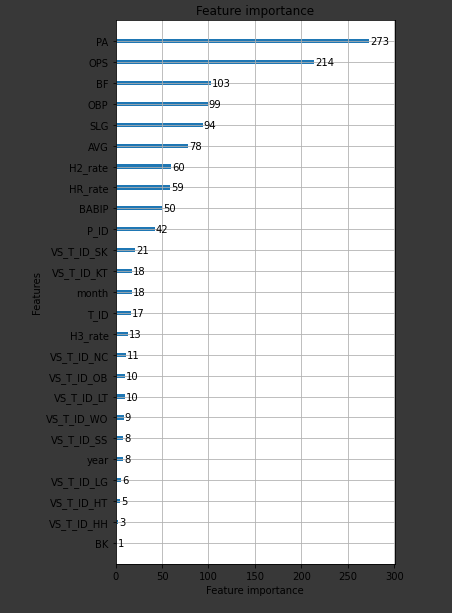 Feature importance
PA 273
OPS 214
BF 103
OBP 99
SLG 94
AVG 78
H2_rate 60
HR_rate 59
BABIP 50
P_ID 42
VS_T_ID_SK 21
VS_T_ID_KT 18
month 18
T_ID 17
H3_rate 13
VS_T_ID_NC 11
VS_T_ID_OB 10
VS_T_ID_LT 10
VS_T_ID_WO 9
VS_T_ID_SS 8
year 8
VS_T_ID_LG 6
VS_T_ID_HT 5
VS_T_ID_HH 3
BK 1
Features
0 50 100 150 200 250 300
Feature importance